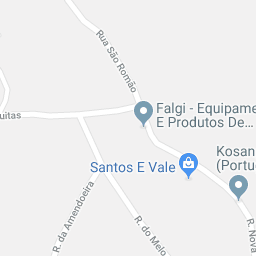 Rua São Romão
uitas
Falgi - Equipame
E Produtos De...
Santos E Vale
Kosan
(Portu
R. da Amendoeira
R. do Melo
R. Nova